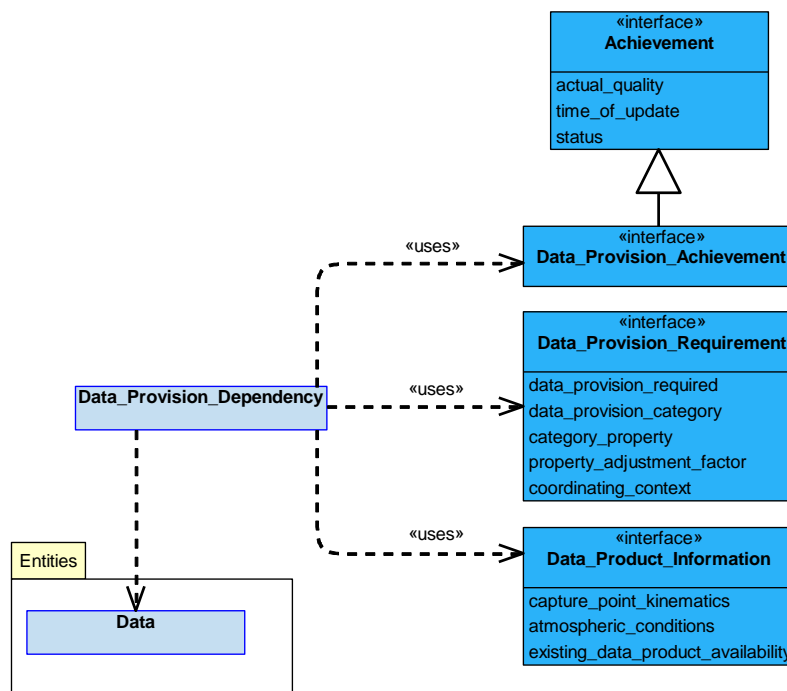 «interface»
Achievement
actual_quality
time_of_update
status
«uses»
«interface»
Data_Provision_Achievement
«interface»
Data_Provision_Requirement
data_provision_required
data_provision_category
category_property
property_adjustment_factor
coordinating_context
Data_Provision_Dependency
«uses»
«uses»
«interface»
Data_Product_Information
capture_point_kinematics
atmospheric_conditions
existing_data_product_availability
Entities
Data